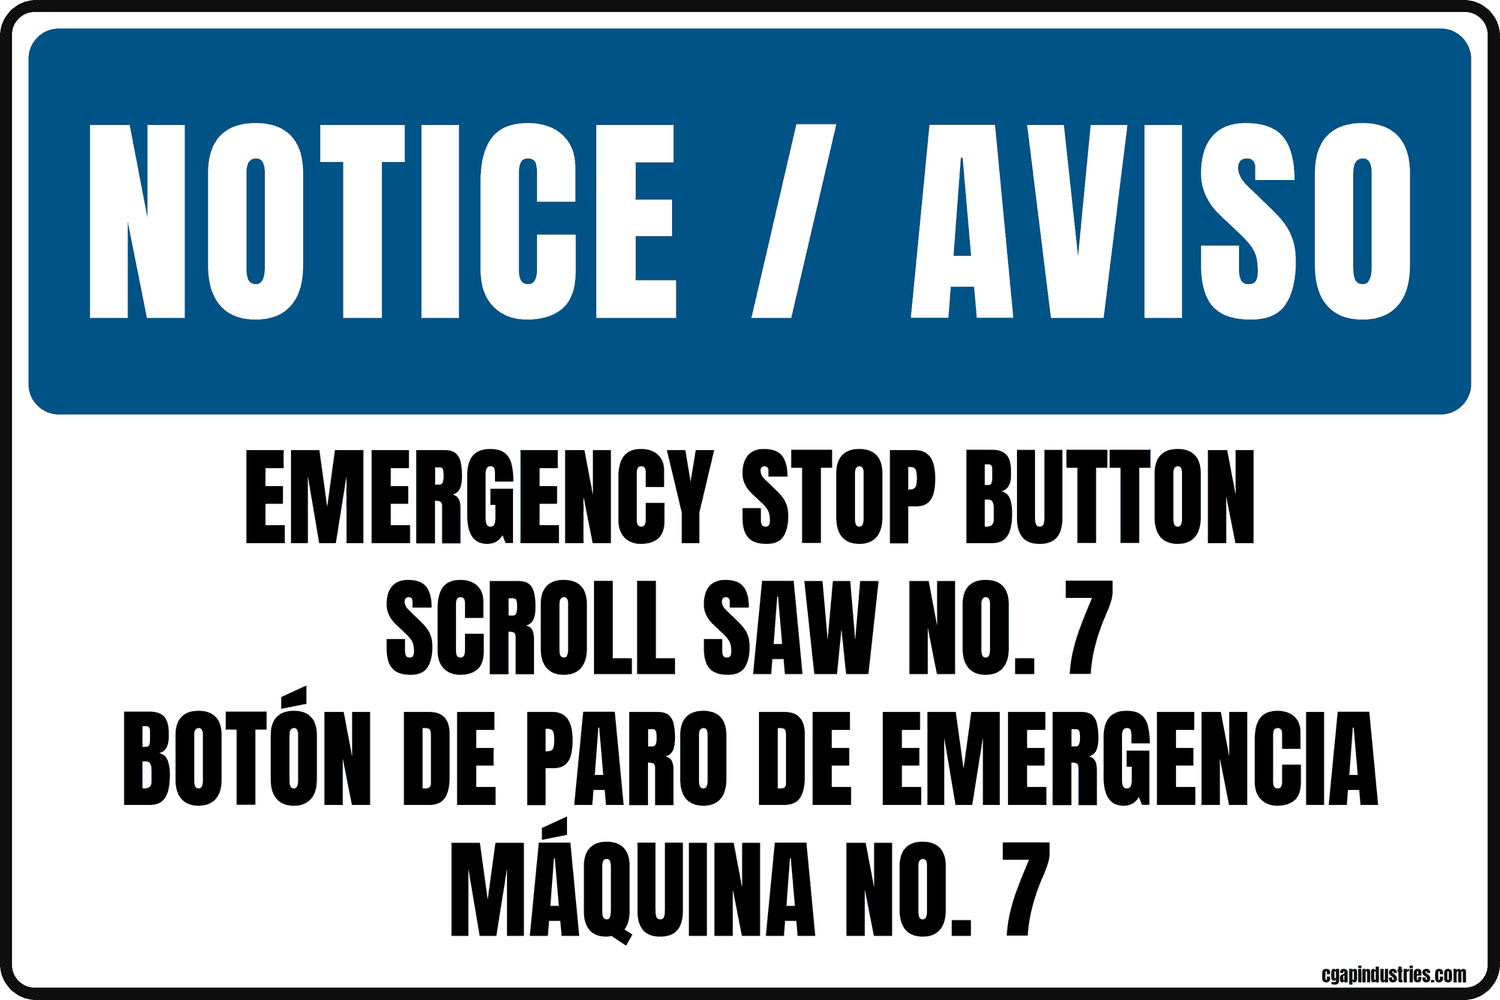 NOTICE / AVISO
EMERGENCY STOP BUTTON
SCROLL SAW NO. 7
BOTÓN DE PARO DE EMERGENCIA
MÁQUINA NO. 7
cgapindustries.com